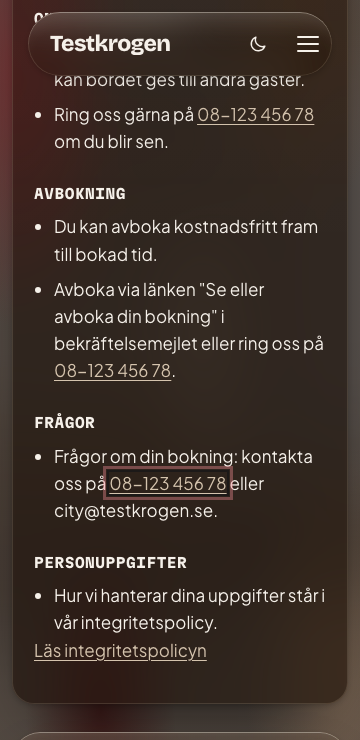 Testkrogen
kan bordet ges till andra gäster.
Ring oss gärna på 08-123 456 78
om du blir sen.
AVBOKNING
Du kan avboka kostnadsfritt fram
till bokad tid.
Avboka via länken "Se eller
avboka din bokning" i
bekräftelsemejlet eller ring oss på
08-123 456 78.
FRÅGOR
Frågor om din bokning: kontakta
oss på 08-123 456 78 eller
city@testkrogen.se.
PERSONUPPGIFTER
Hur vi hanterar dina uppgifter står i
vår integritetspolicy.
Läs integritetspolicyn